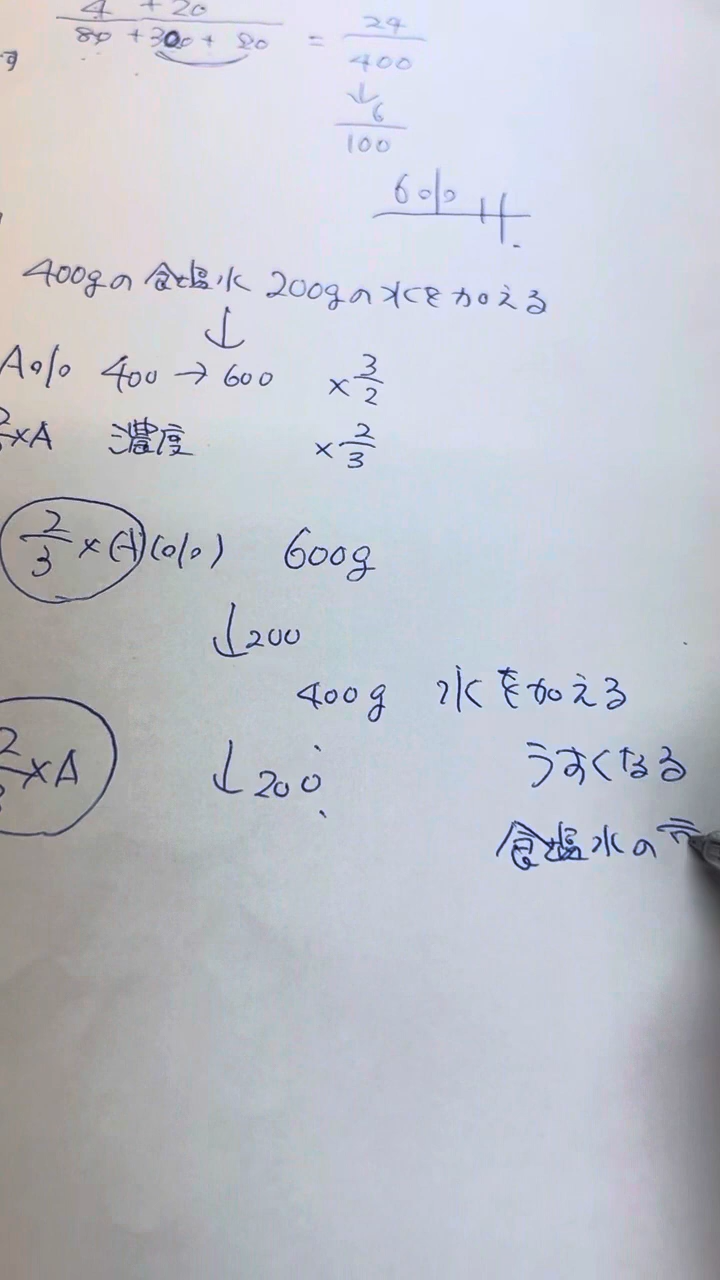 4 + 20
80 + 300 + 20
=
24
400
↓
6
100
6%
400gの食塩水 200gの水を加える
↓
A% 400 → 600 × 3/2
×A 濃度 × 2/3
2/3 × A(%) 600g
↓200
400g 水を加える
×A ↓200 うすくなる
食塩水の